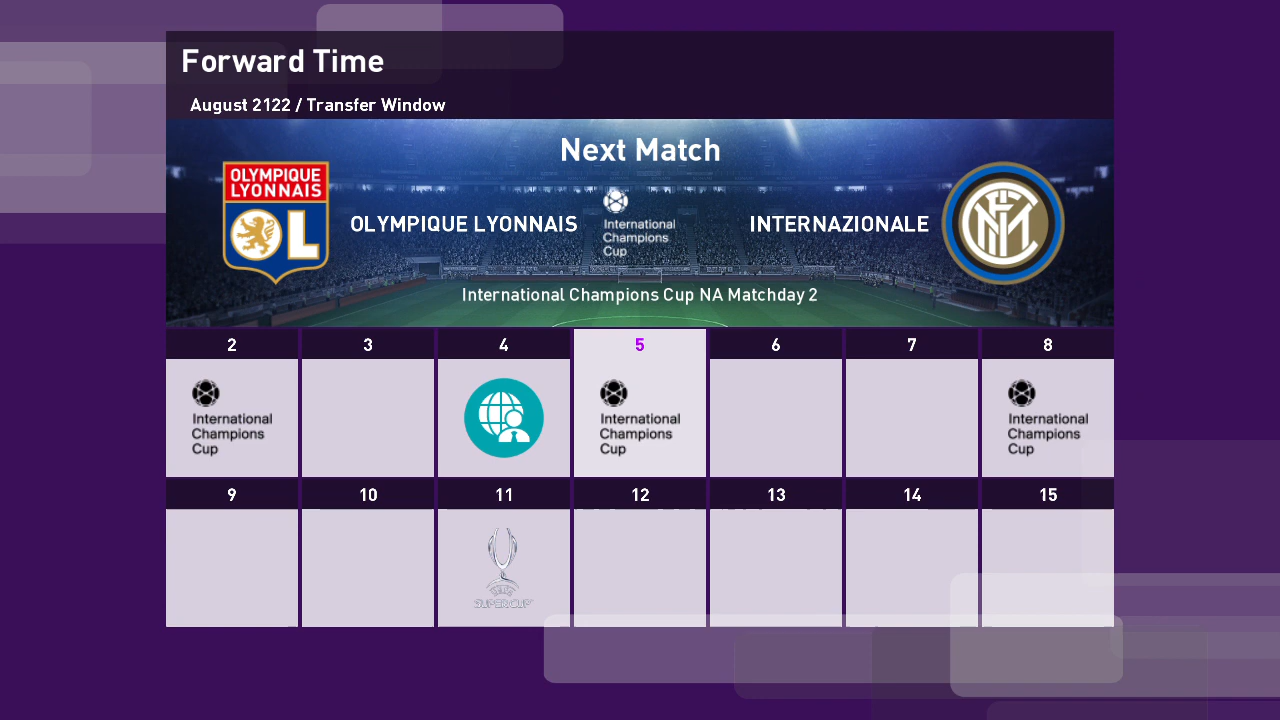 Forward Time
August 2122 / Transfer Window
Next Match
OLYMPIQUE
LYONNAIS
L
OLYMPIQUE LYONNAIS
International
Champions
Cup
INTERNAZIONALE
International Champions Cup NA Matchday 2
2 3 4 5 6 7 8
International
Champions
Cup
International
Champions
Cup
International
Champions
Cup
9 10 11 12 13 14 15
SUPERCUP